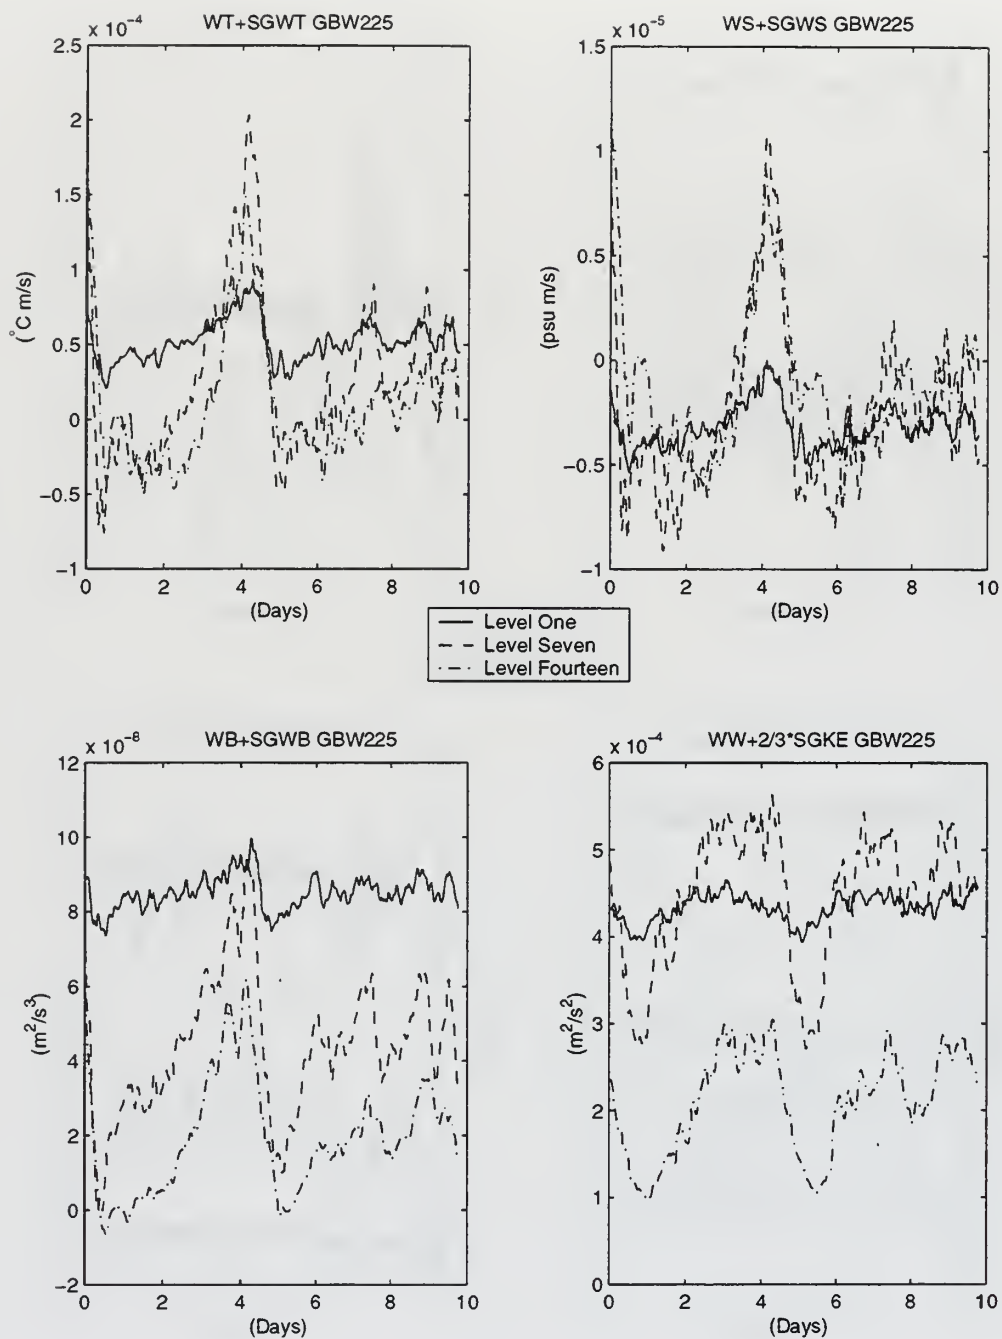 WT+SGWT GBW225
x 10⁻⁴
2.5
2
1.5
1
0.5
0
−0.5
−1
(°C m/s)
0 2 4 6 8 10
(Days)
WS+SGWS GBW225
x 10⁻⁵
1.5
1
0.5
0
−0.5
−1
(psu m/s)
0 2 4 6 8 10
(Days)
Level One
Level Seven
Level Fourteen
WB+SGWB GBW225
x 10⁻⁸
12
10
8
6
4
2
0
−2
(m²/s³)
0 2 4 6 8 10
(Days)
WW+2/3*SGKE GBW225
x 10⁻⁴
6
5
4
3
2
1
0
(m²/s²)
0 2 4 6 8 10
(Days)